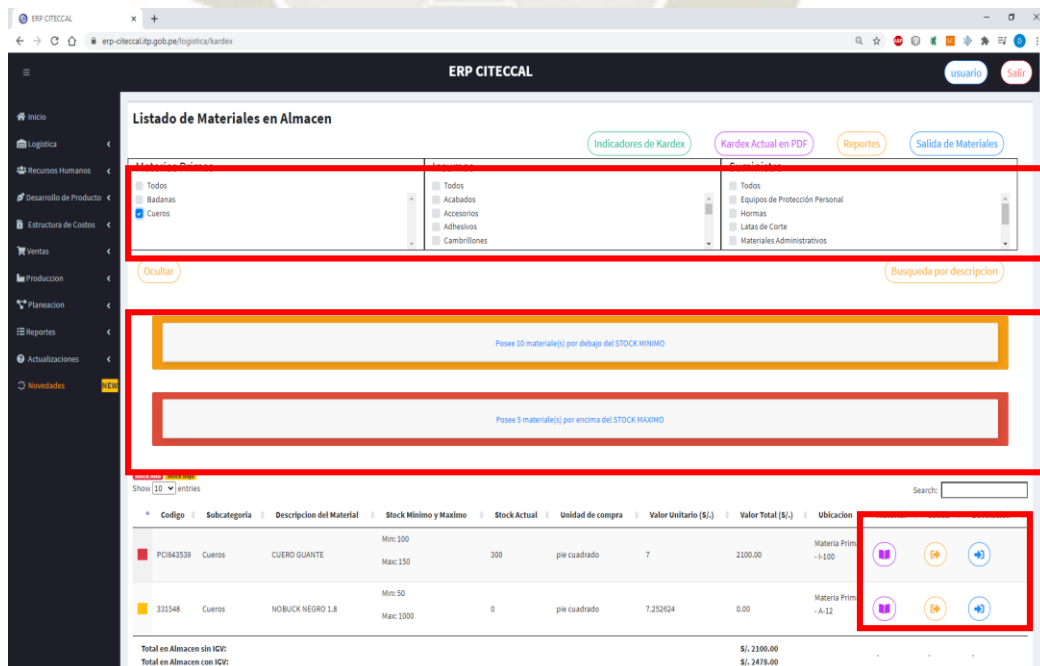 ERP CITECCAL
erp-citeccal.itp.gob.pe/logistica/kardex
ERP CITECCAL
usuario
Salir
Inicio
Logistica
Recursos Humanos
Desarrollo de Producto
Estructura de Costos
Ventas
Produccion
Planeacion
Reportes
Actualizaciones
Novedades
NEW
Listado de Materiales en Almacen
Indicadores de Kardex
Kardex Actual en PDF
Reportes
Salida de Materiales
Todos
Badanas
Cueros
Todos
Acabados
Accesorios
Adhesivos
Cambrillones
Todos
Equipos de Protección Personal
Hormas
Latas de Corte
Materiales Administrativos
Ocultar
Busqueda por descripcion
Posee 10 materiale(s) por debajo del STOCK MINIMO
Posee 5 materiale(s) por encima del STOCK MAXIMO
Show 10 entries
Search:
Codigo Subcategoria Descripcion del Material Stock Minimo y Maximo Stock Actual Unidad de compra Valor Unitario (S/.) Valor Total (S/.) Ubicacion
PCI643539 Cueros CUERO GUANTE Min: 100 Max: 150 300 pie cuadrado 7 2100.00 Materia Prim - I-100
331548 Cueros NOBUCK NEGRO 1.8 Min: 50 Max: 1000 0 pie cuadrado 7.252624 0.00 Materia Prim - A-12
Total en Almacen sin IGV: S/. 2100.00
Total en Almacen con IGV: S/. 2478.00